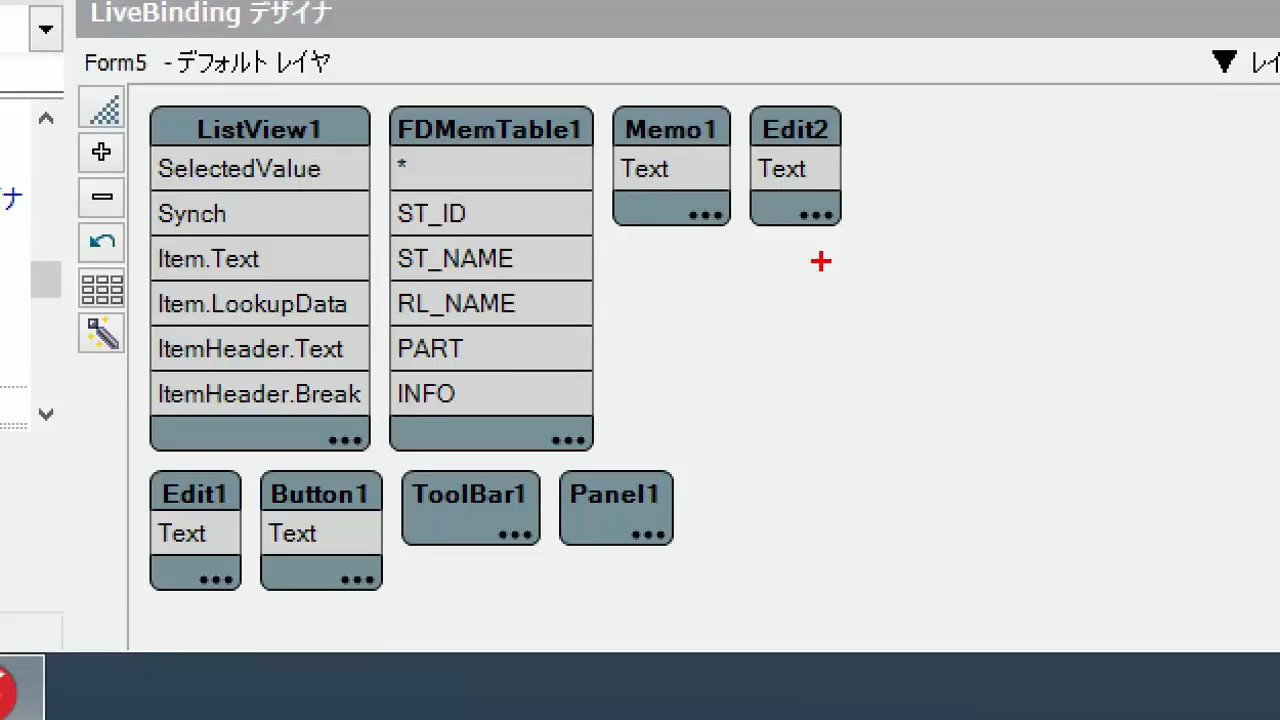 LiveBinding デザイナ
Form5 - デフォルト レイヤ
ナ
ListView1
SelectedValue
Synch
Item.Text
Item.LookupData
ItemHeader.Text
ItemHeader.Break
FDMemTable1
*
ST_ID
ST_NAME
RL_NAME
PART
INFO
Memo1
Text
Edit2
Text
Edit1
Text
Button1
Text
ToolBar1
Panel1